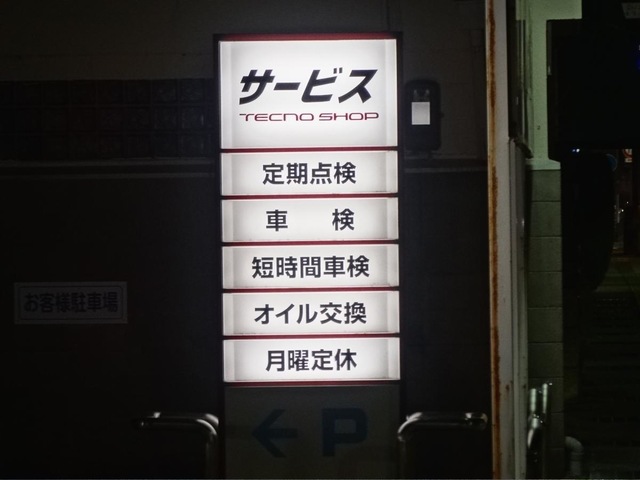 サービス
TECNO SHOP
定期点検
車 検
短時間車検
オイル交換
月曜定休
お客様駐車場
← P